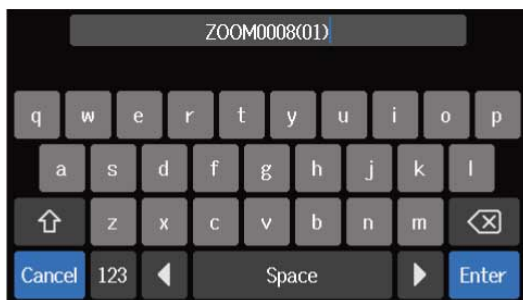 ZOOM0008(01)
q w e r t y u i o p
a s d f g h j k l
z x c v b n m
Cancel 123 Space Enter